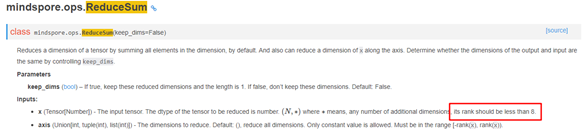 mindspore.ops.ReduceSum
class mindspore.ops.ReduceSum(keep_dims=False) [source]
Reduces a dimension of a tensor by summing all elements in the dimension, by default. And also can reduce a dimension of x along the axis. Determine whether the dimensions of the output and input are
the same by controlling keep_dims.
Parameters
keep_dims (bool) – If true, keep these reduced dimensions and the length is 1. If false, don't keep these dimensions. Default: False.
Inputs:
• x (Tensor[Number]) - The input tensor. The dtype of the tensor to be reduced is number. (N, *) where * means, any number of additional dimensions, its rank should be less than 8.
• axis (Union[int, tuple(int), list(int)]) - The dimensions to reduce. Default: (), reduce all dimensions. Only constant value is allowed. Must be in the range [-rank(x), rank(x)).